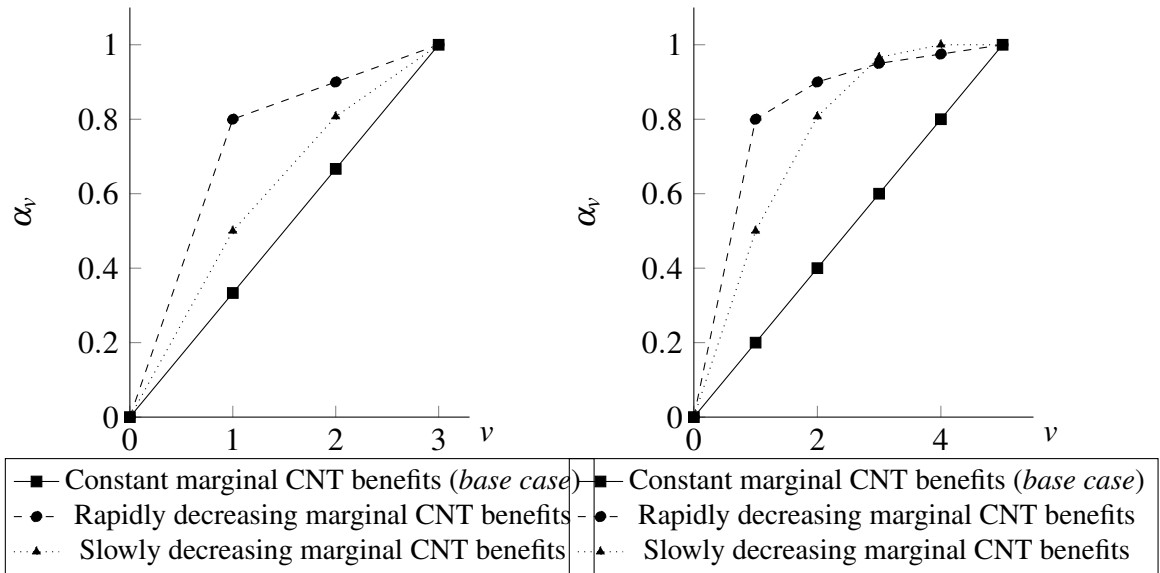 1
0.8
0.6
0.4
0.2
0
α_v
0 1 2 3 v
Constant marginal CNT benefits (base case)
Rapidly decreasing marginal CNT benefits
Slowly decreasing marginal CNT benefits
1
0.8
0.6
0.4
0.2
0
α_v
0 2 4 v
Constant marginal CNT benefits (base case)
Rapidly decreasing marginal CNT benefits
Slowly decreasing marginal CNT benefits